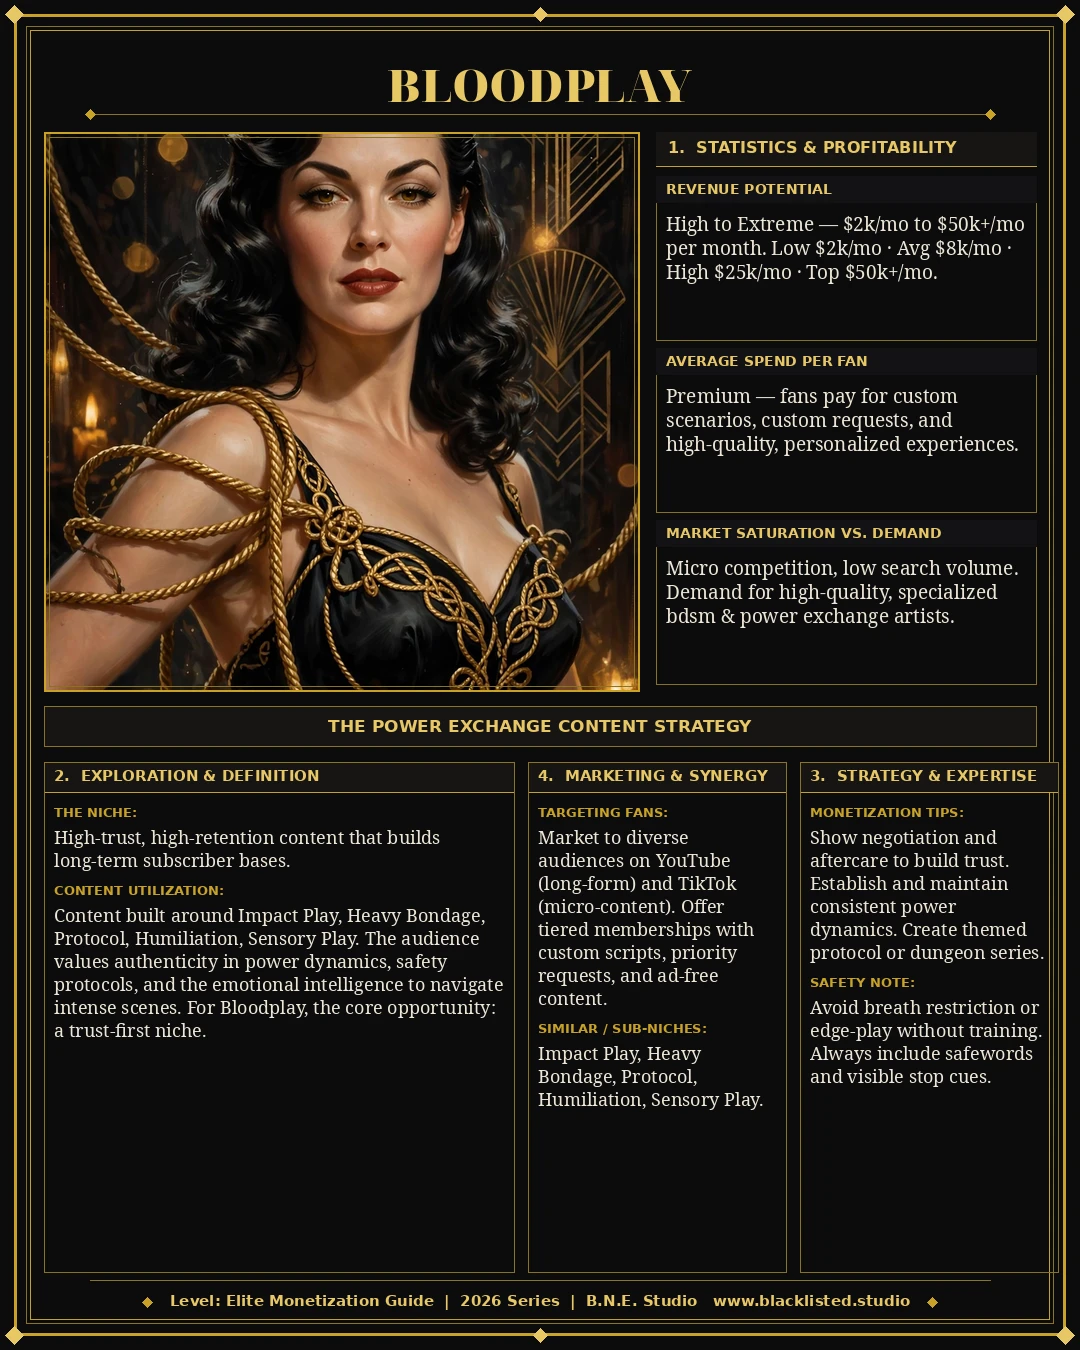 BLOODPLAY
1. STATISTICS & PROFITABILITY
REVENUE POTENTIAL
High to Extreme — $2k/mo to $50k+/mo
per month. Low $2k/mo · Avg $8k/mo ·
High $25k/mo · Top $50k+/mo.
AVERAGE SPEND PER FAN
Premium — fans pay for custom
scenarios, custom requests, and
high-quality, personalized experiences.
MARKET SATURATION VS. DEMAND
Micro competition, low search volume.
Demand for high-quality, specialized
bdsm & power exchange artists.
THE POWER EXCHANGE CONTENT STRATEGY
2. EXPLORATION & DEFINITION
THE NICHE:
High-trust, high-retention content that builds
long-term subscriber bases.
CONTENT UTILIZATION:
Content built around Impact Play, Heavy Bondage,
Protocol, Humiliation, Sensory Play. The audience
values authenticity in power dynamics, safety
protocols, and the emotional intelligence to navigate
intense scenes. For Bloodplay, the core opportunity:
a trust-first niche.
4. MARKETING & SYNERGY
TARGETING FANS:
Market to diverse
audiences on YouTube
(long-form) and TikTok
(micro-content). Offer
tiered memberships with
custom scripts, priority
requests, and ad-free
content.
SIMILAR / SUB-NICHES:
Impact Play, Heavy
Bondage, Protocol,
Humiliation, Sensory Play.
3. STRATEGY & EXPERTISE
MONETIZATION TIPS:
Show negotiation and
aftercare to build trust.
Establish and maintain
consistent power
dynamics. Create themed
protocol or dungeon series.
SAFETY NOTE:
Avoid breath restriction or
edge-play without training.
Always include safewords
and visible stop cues.
Level: Elite Monetization Guide | 2026 Series | B.N.E. Studio www.blacklisted.studio